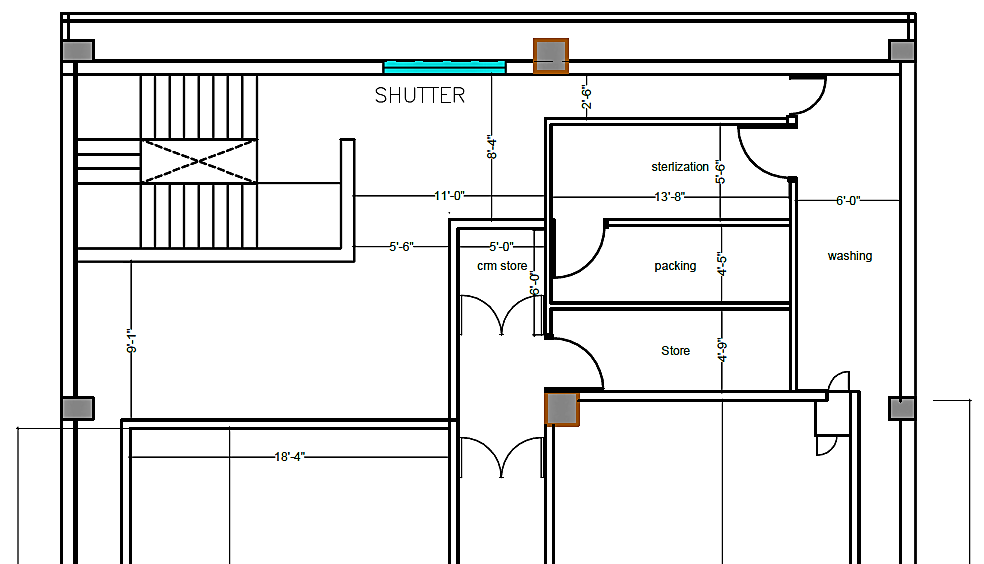 SHUTTER
2'-6"
8'-4"
sterlization
5'-6"
11'-0"
13'-8"
6'-0"
5'-6"
5'-0"
crm store
6'-0"
packing
4'-5"
washing
9'-1"
Store
4'-9"
18'-4"